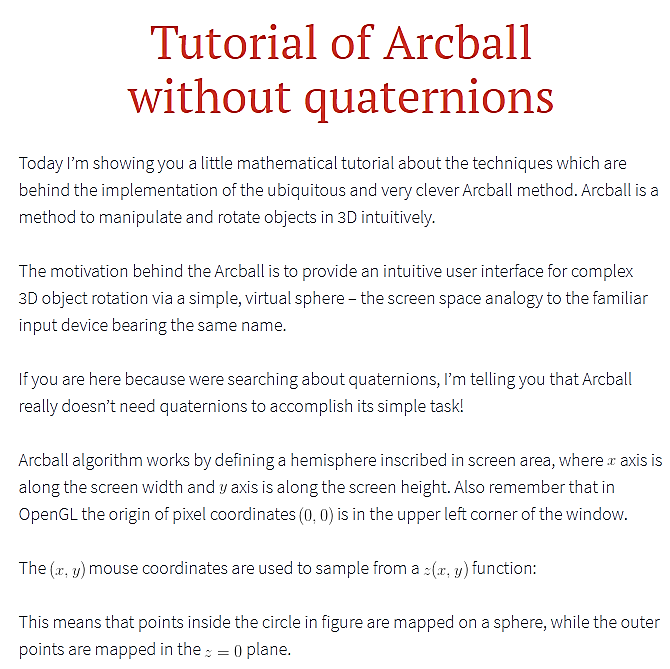 Tutorial of Arcball
without quaternions
Today I'm showing you a little mathematical tutorial about the techniques which are
behind the implementation of the ubiquitous and very clever Arcball method. Arcball is a
method to manipulate and rotate objects in 3D intuitively.
The motivation behind the Arcball is to provide an intuitive user interface for complex
3D object rotation via a simple, virtual sphere – the screen space analogy to the familiar
input device bearing the same name.
If you are here because were searching about quaternions, I'm telling you that Arcball
really doesn't need quaternions to accomplish its simple task!
Arcball algorithm works by defining a hemisphere inscribed in screen area, where x axis is
along the screen width and y axis is along the screen height. Also remember that in
OpenGL the origin of pixel coordinates (0, 0) is in the upper left corner of the window.
The (x, y) mouse coordinates are used to sample from a z(x, y) function:
This means that points inside the circle in figure are mapped on a sphere, while the outer
points are mapped in the z = 0 plane.